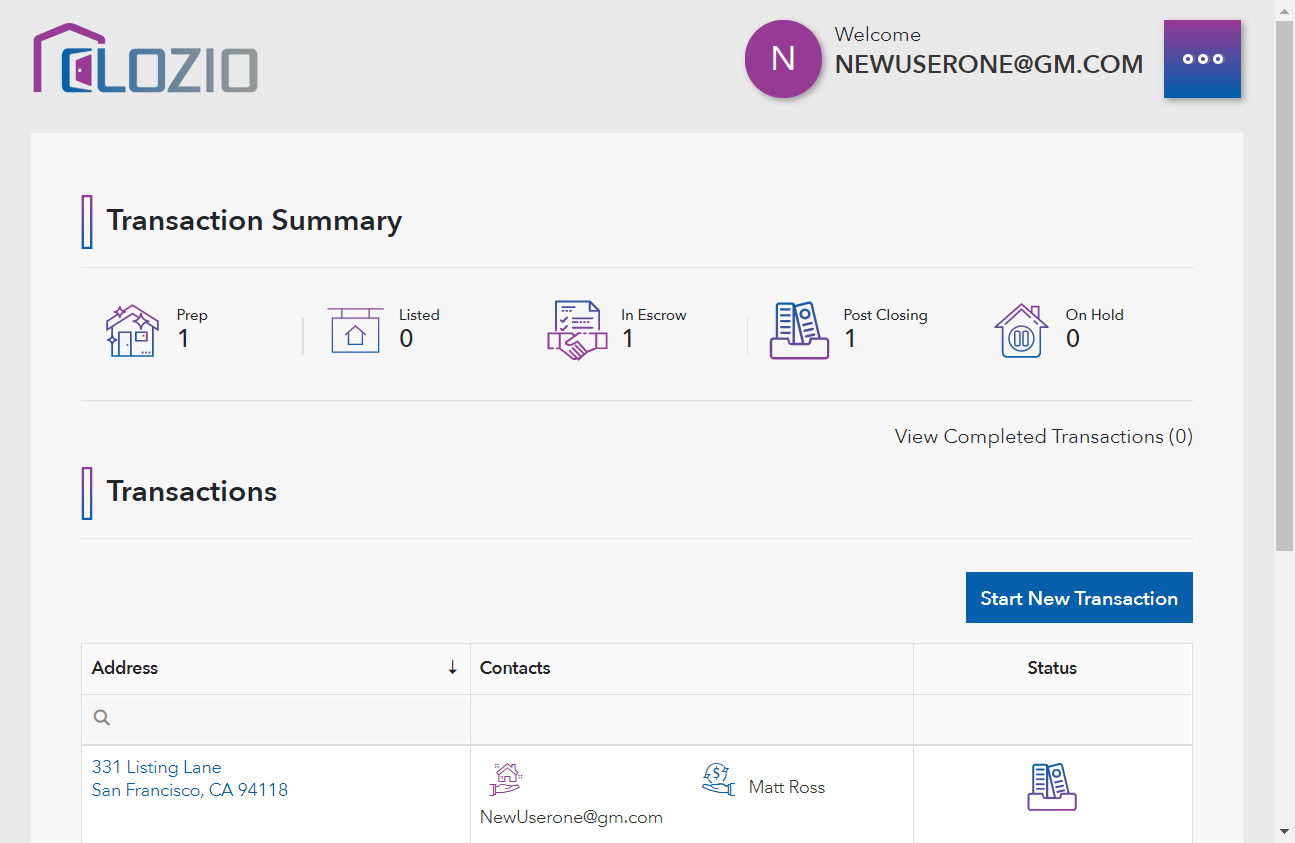 CLOZIO
N
Welcome
NEWUSERONE@GM.COM
Transaction Summary
Prep
1
Listed
0
In Escrow
1
Post Closing
1
On Hold
0
View Completed Transactions (0)
Transactions
Start New Transaction
Address ↓ Contacts Status
331 Listing Lane
San Francisco, CA 94118
Matt Ross
NewUserone@gm.com